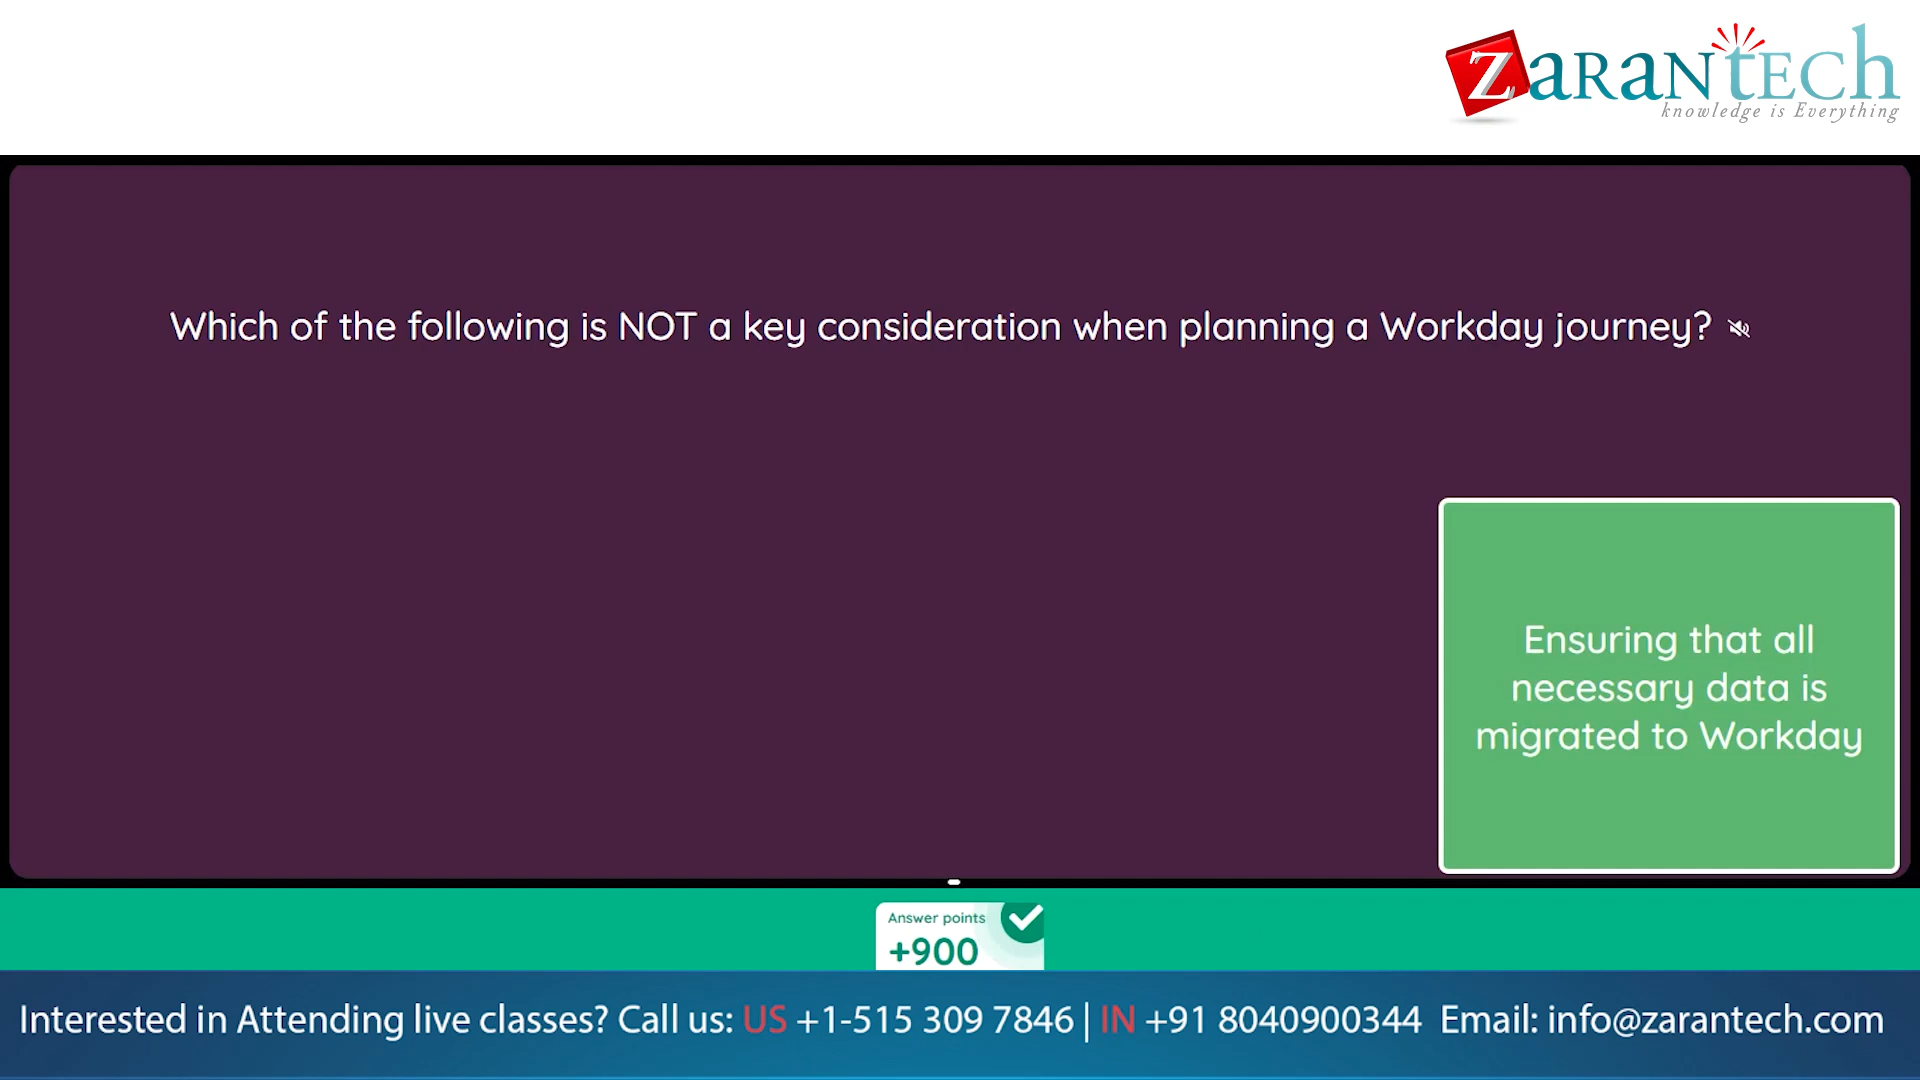 ZaranTech
knowledge is Everything
Which of the following is NOT a key consideration when planning a Workday journey?
Ensuring that all
necessary data is
migrated to Workday
Answer points
+900
Interested in Attending live classes? Call us: US +1-515 309 7846 | IN +91 8040900344 Email: info@zarantech.com